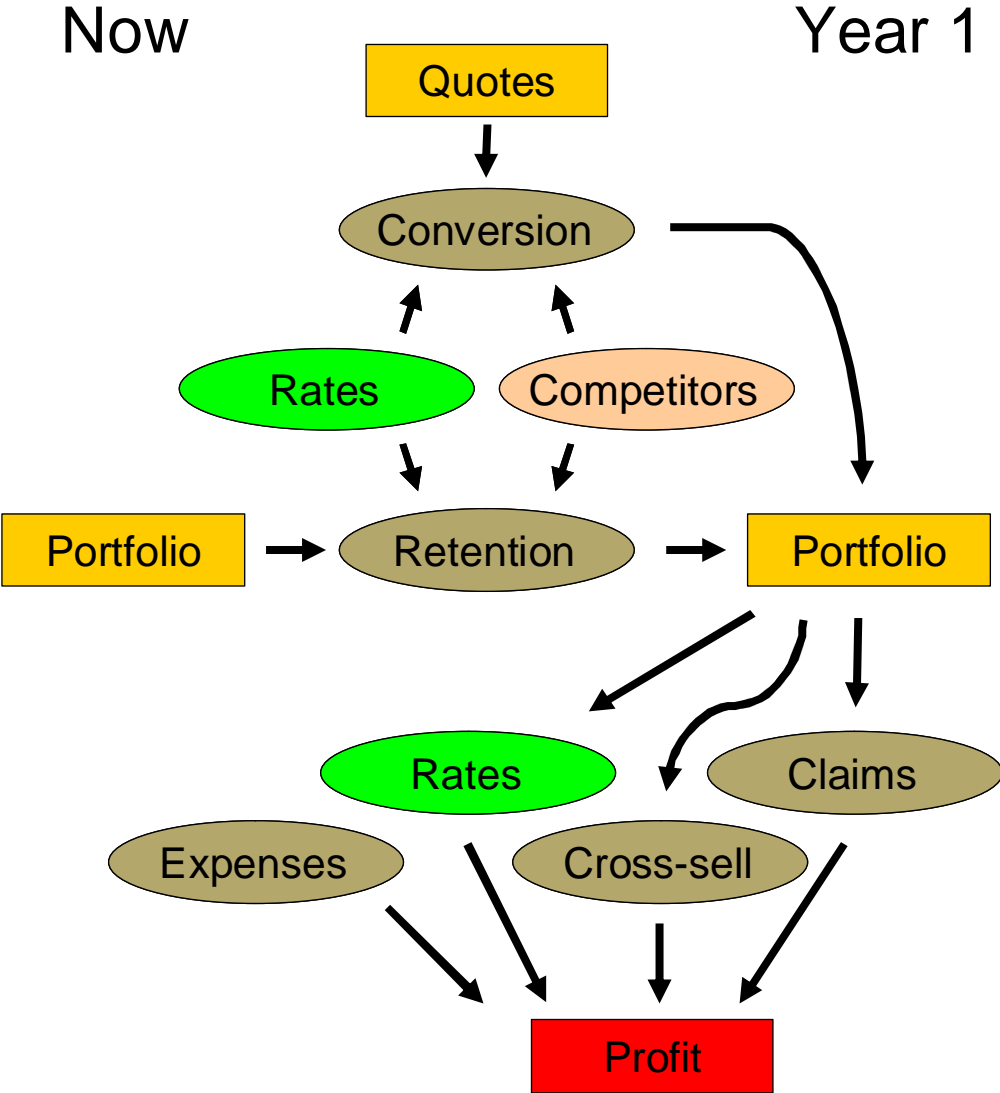 Now
Year 1
Quotes
Conversion
Rates
Competitors
Portfolio
Retention
Portfolio
Rates
Claims
Expenses
Cross-sell
Profit